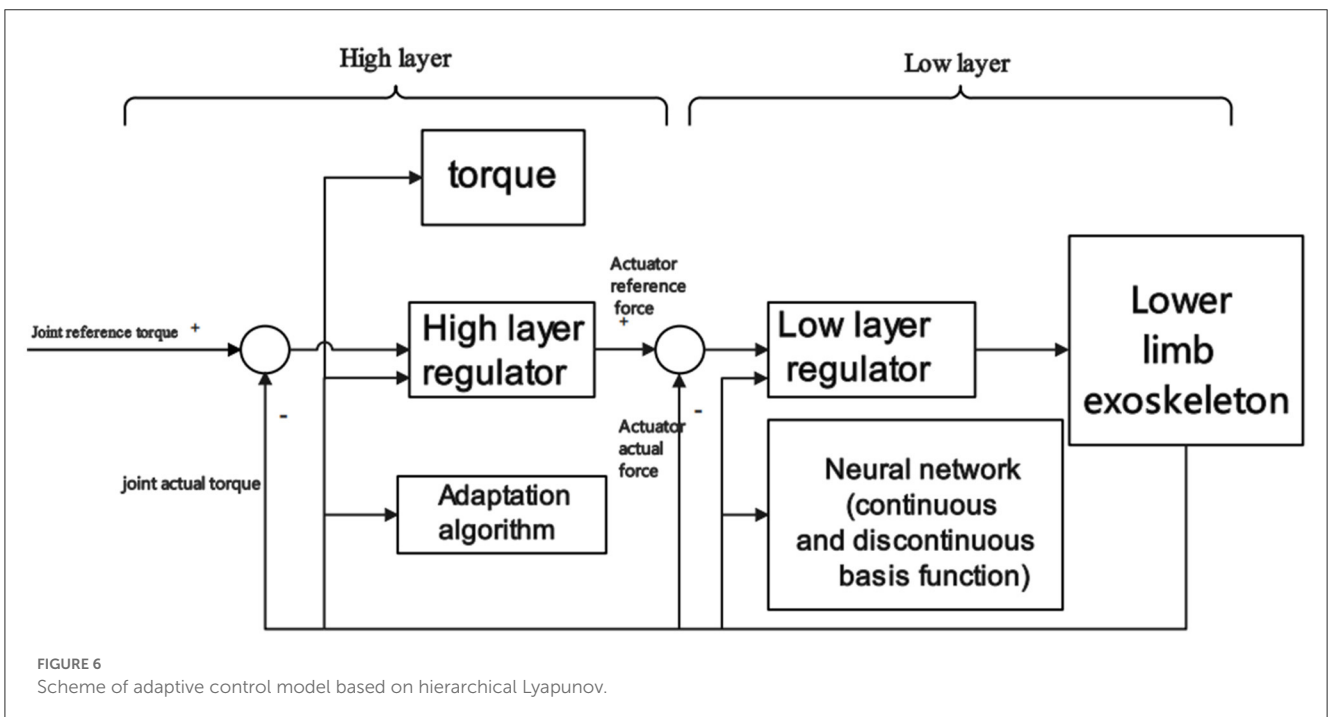 High layer
Low layer
torque
Joint reference torque +
High layer
regulator
Actuator
reference
force
+
Low layer
regulator
Lower
limb
exoskeleton
-
joint actual torque
Adaptation
algorithm
Actuator
actual
force
-
Neural network
(continuous
and discontinuous
basis function)
FIGURE 6
Scheme of adaptive control model based on hierarchical Lyapunov.